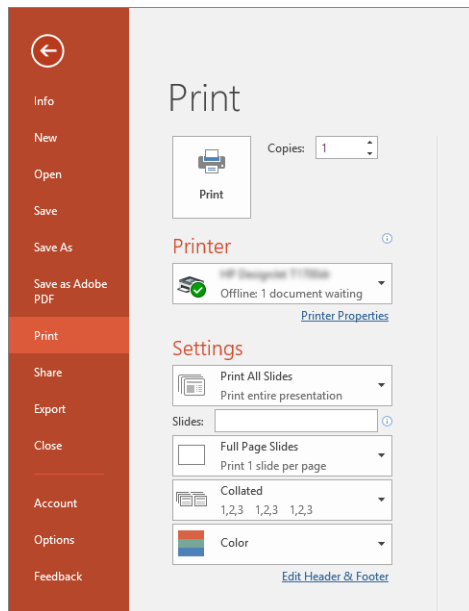 Info
New
Open
Save
Save As
Save as Adobe
PDF
Print
Share
Export
Close
Account
Options
Feedback
Print
Print
Copies: 1
Printer
Offline: 1 document waiting
Printer Properties
Settings
Print All Slides
Print entire presentation
Slides:
Full Page Slides
Print 1 slide per page
Collated
1,2,3 1,2,3 1,2,3
Color
Edit Header & Footer